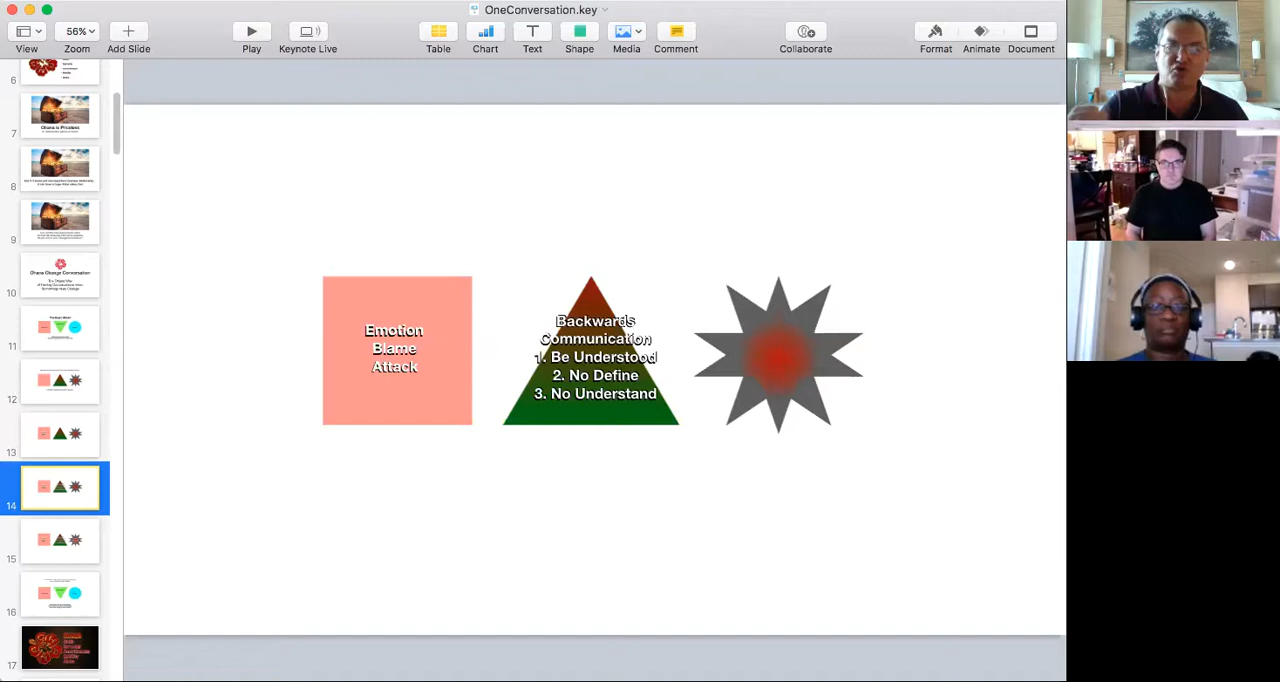 OneConversation.key
56%
View
Zoom
Add Slide
Play
Keynote Live
Table
Chart
Text
Shape
Media
Comment
Collaborate
Format
Animate
Document
6
7
Ohana is Priceless
8
9
10
Ohana Change Conversation
11
12
13
14
15
16
17
Emotion
Blame
Attack
Backwards
Communication
1. Be Understood
2. No Define
3. No Understand